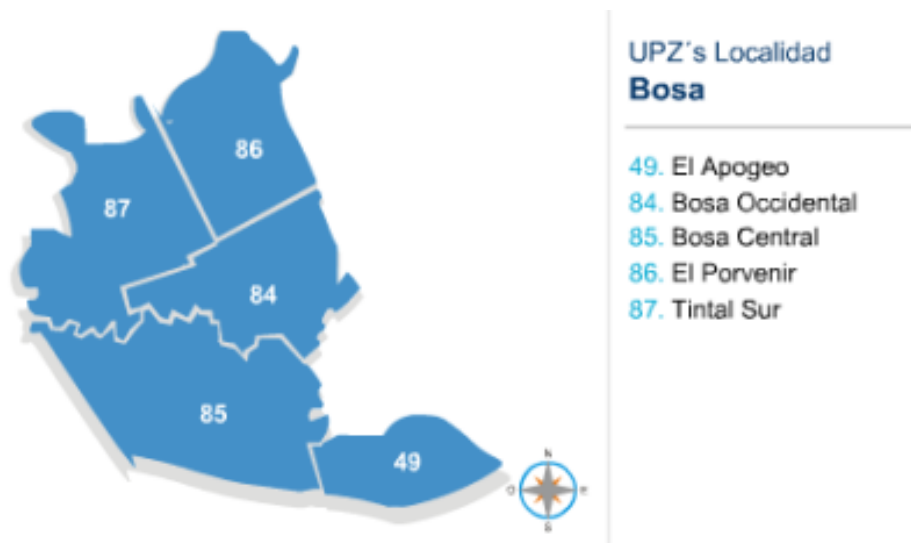 UPZ´s Localidad
Bosa
49. El Apogeo
84. Bosa Occidental
85. Bosa Central
86. El Porvenir
87. Tintal Sur
86
87
84
85
49
N
O
E
S